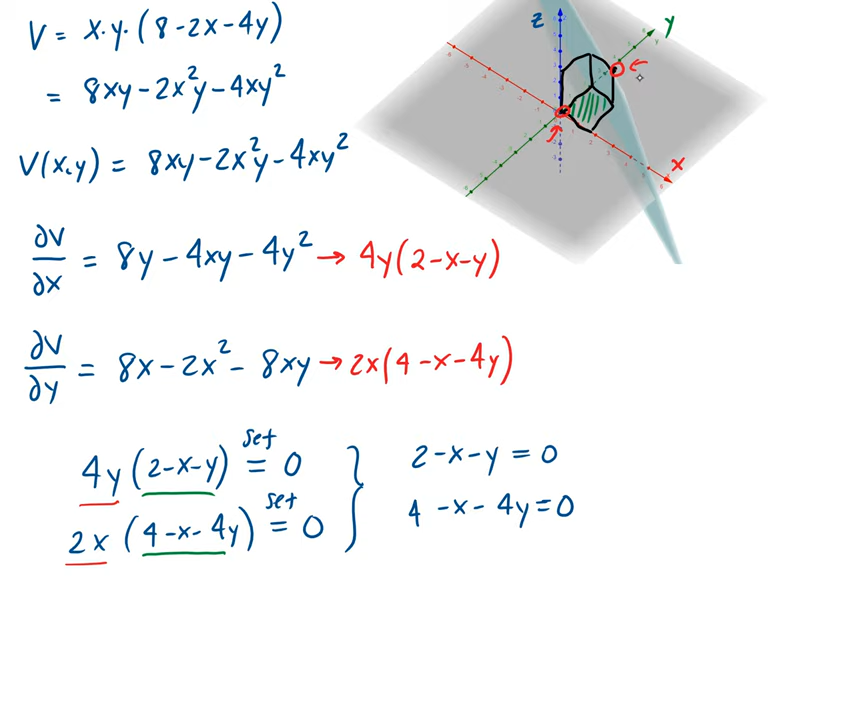 V = x·y·(8-2x-4y)
= 8xy-2x²y-4xy²
V(x,y) = 8xy-2x²y-4xy²
∂V/∂x = 8y-4xy-4y² → 4y(2-x-y)
∂V/∂y = 8x-2x²-8xy → 2x(4-x-4y)
4y(2-x-y) set = 0
2x(4-x-4y) set = 0
2-x-y = 0
4-x-4y = 0
z
y
x